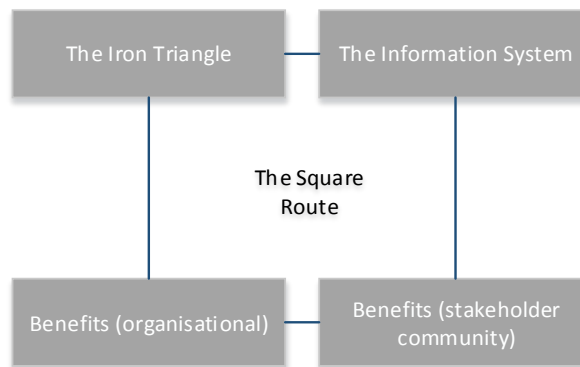 The Iron Triangle
The Information System
The Square
Route
Benefits (organisational)
Benefits (stakeholder
community)